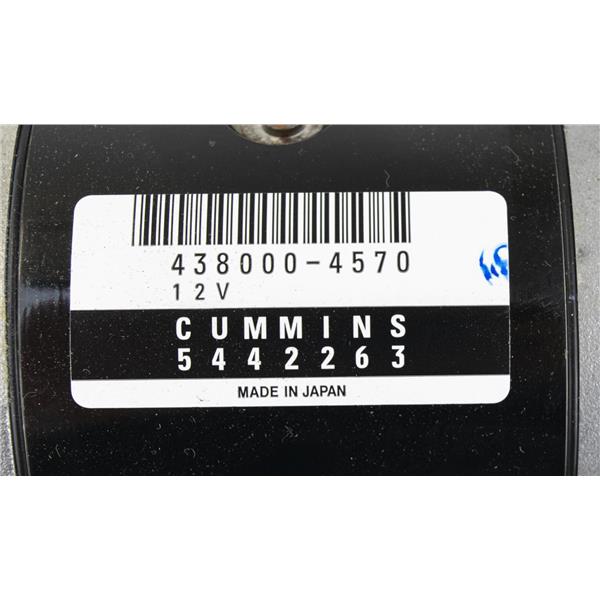 438000-4570
12V
CUMMINS
5442263
MADE IN JAPAN